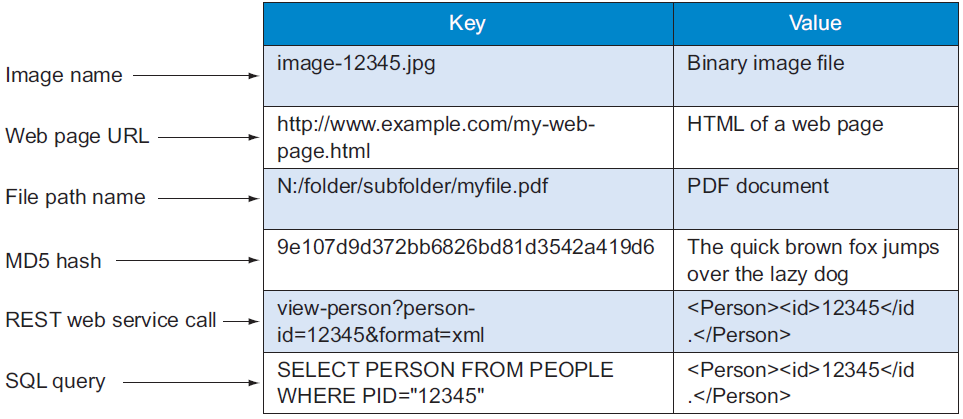 Key Value
Image name image-12345.jpg Binary image file
Web page URL http://www.example.com/my-web- HTML of a web page
page.html
File path name N:/folder/subfolder/myfile.pdf PDF document
MD5 hash 9e107d9d372bb6826bd81d3542a419d6 The quick brown fox jumps
over the lazy dog
REST web service call view-person?person- <Person><id>12345</id
id=12345&format=xml .</Person>
SQL query SELECT PERSON FROM PEOPLE <Person><id>12345</id
WHERE PID="12345" .</Person>